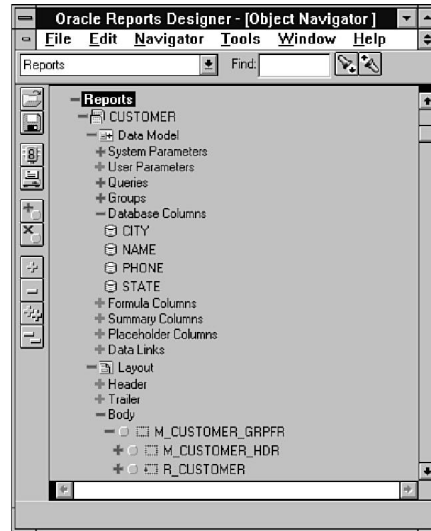 Oracle Reports Designer - [Object Navigator ]
File Edit Navigator Tools Window Help
Reports Find:
Reports
CUSTOMER
Data Model
System Parameters
User Parameters
Queries
Groups
Database Columns
CITY
NAME
PHONE
STATE
Formula Columns
Summary Columns
Placeholder Columns
Data Links
Layout
Header
Trailer
Body
M_CUSTOMER_GRPFR
M_CUSTOMER_HDR
R_CUSTOMER